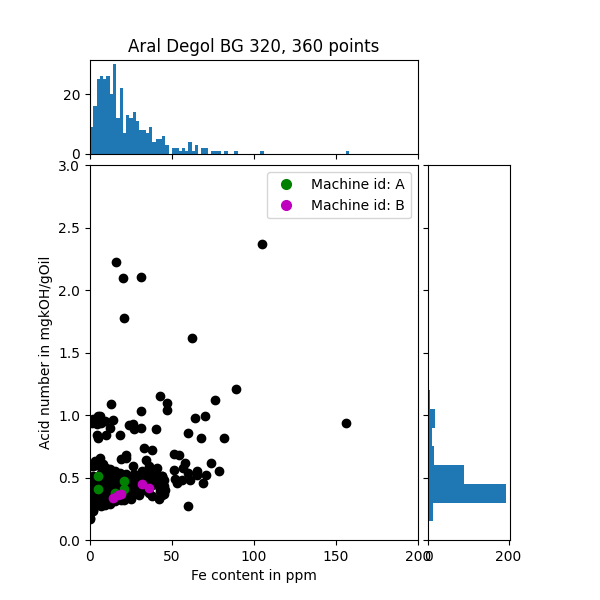 Aral Degol BG 320, 360 points
20
0
3.0
2.5
2.0
1.5
1.0
0.5
0.0
Acid number in mgkOH/gOil
Machine id: A
Machine id: B
0 50 100 150 200
0 200
Fe content in ppm